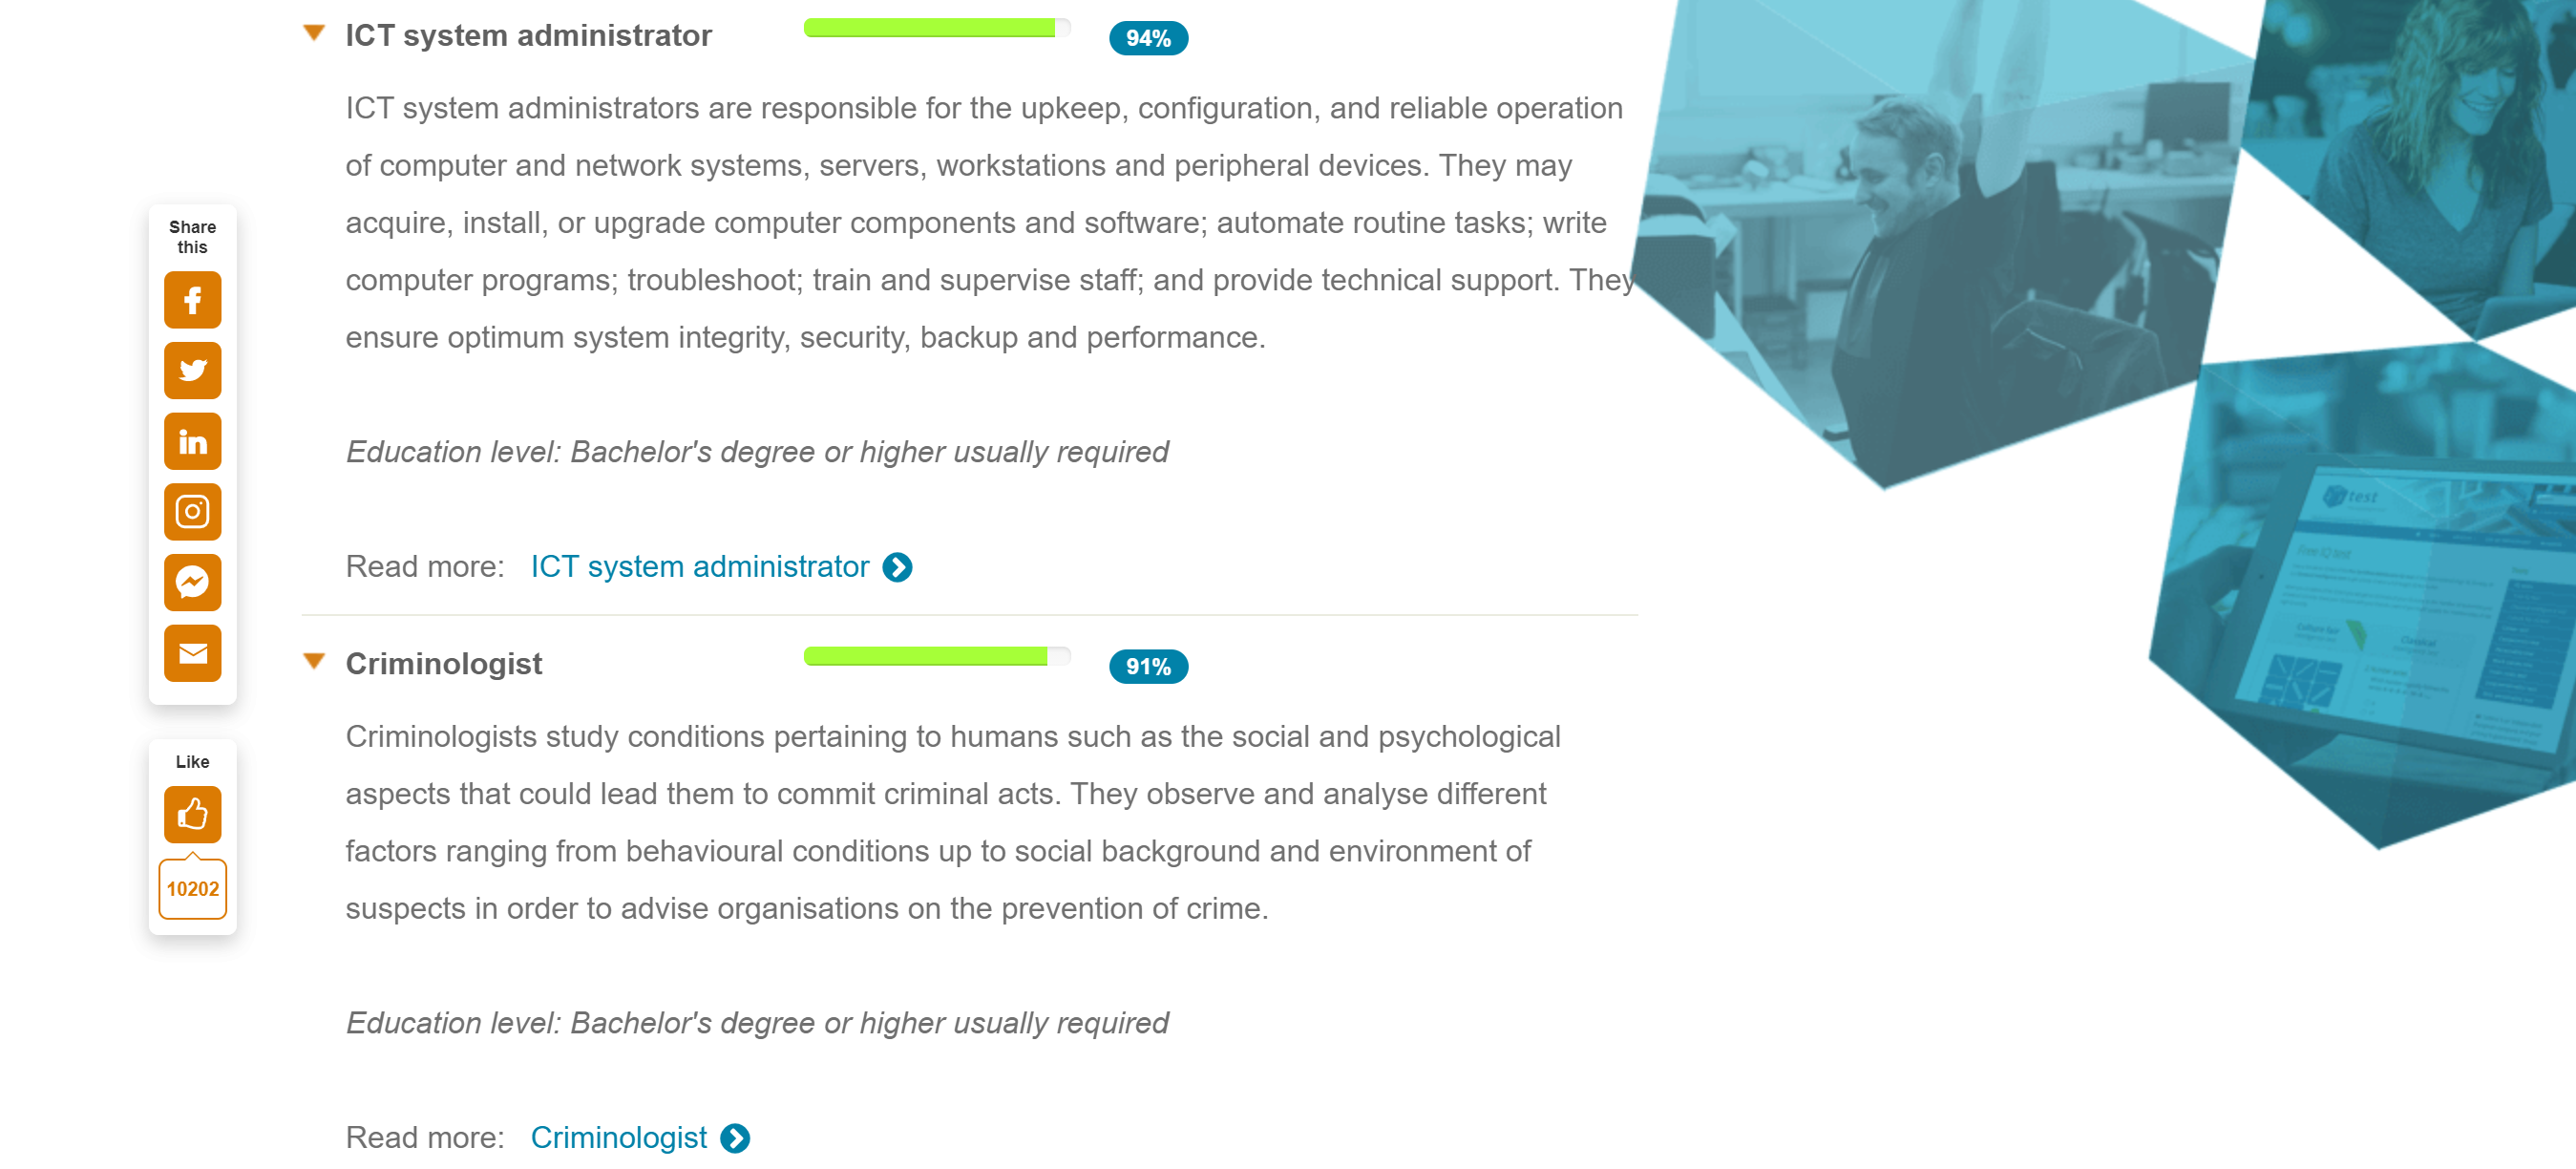 ICT system administrator 94%
ICT system administrators are responsible for the upkeep, configuration, and reliable operation
of computer and network systems, servers, workstations and peripheral devices. They may
acquire, install, or upgrade computer components and software; automate routine tasks; write
computer programs; troubleshoot; train and supervise staff; and provide technical support. They
ensure optimum system integrity, security, backup and performance.
Education level: Bachelor's degree or higher usually required
Read more: ICT system administrator
Criminologist 91%
Criminologists study conditions pertaining to humans such as the social and psychological
aspects that could lead them to commit criminal acts. They observe and analyse different
factors ranging from behavioural conditions up to social background and environment of
suspects in order to advise organisations on the prevention of crime.
Education level: Bachelor's degree or higher usually required
Read more: Criminologist
Share
this
Like
10202
test
Free IQ test
Culture fair
Classical